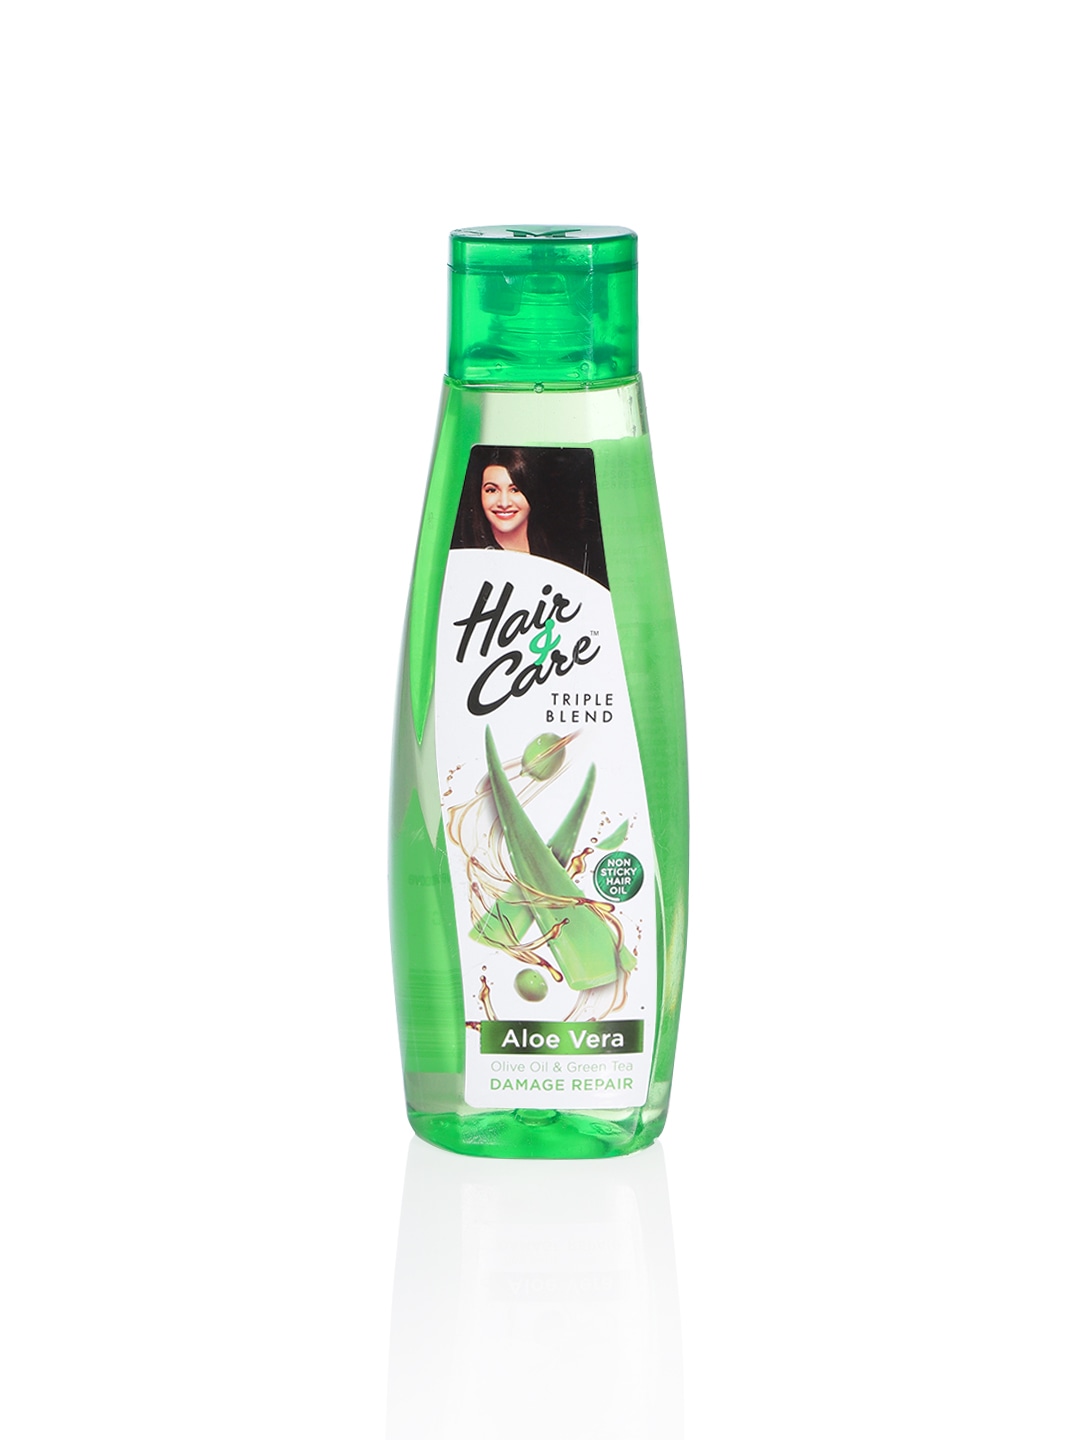 M
Hair
&
Care™
TRIPLE
BLEND
NON
STICKY
HAIR
OIL
Aloe Vera
Olive Oil & Green Tea
DAMAGE REPAIR